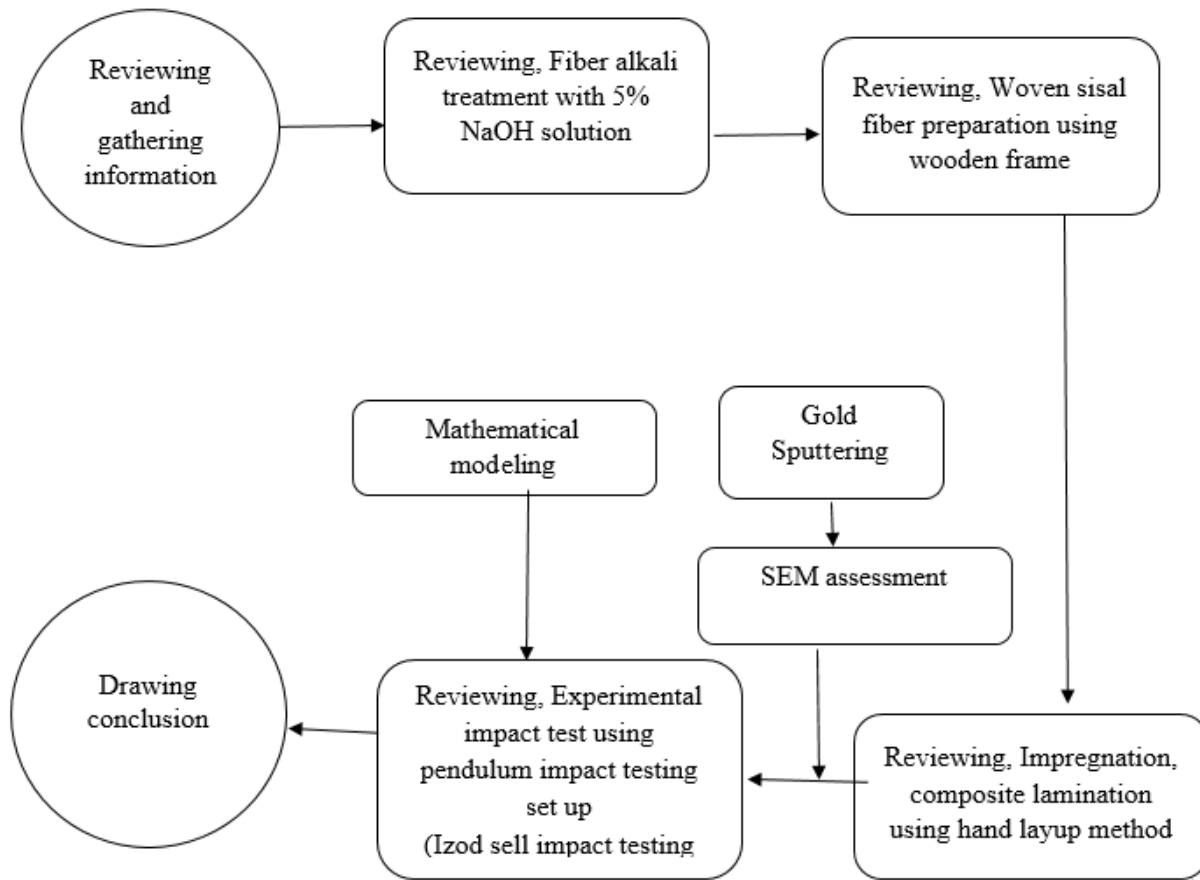 Reviewing
and
gathering
information
Reviewing, Fiber alkali
treatment with 5%
NaOH solution
Reviewing, Woven sisal
fiber preparation using
wooden frame
Mathematical
modeling
Gold
Sputtering
SEM assessment
Drawing
conclusion
Reviewing, Experimental
impact test using
pendulum impact testing
set up
(Izod sell impact testing
Reviewing, Impregnation,
composite lamination
using hand layup method